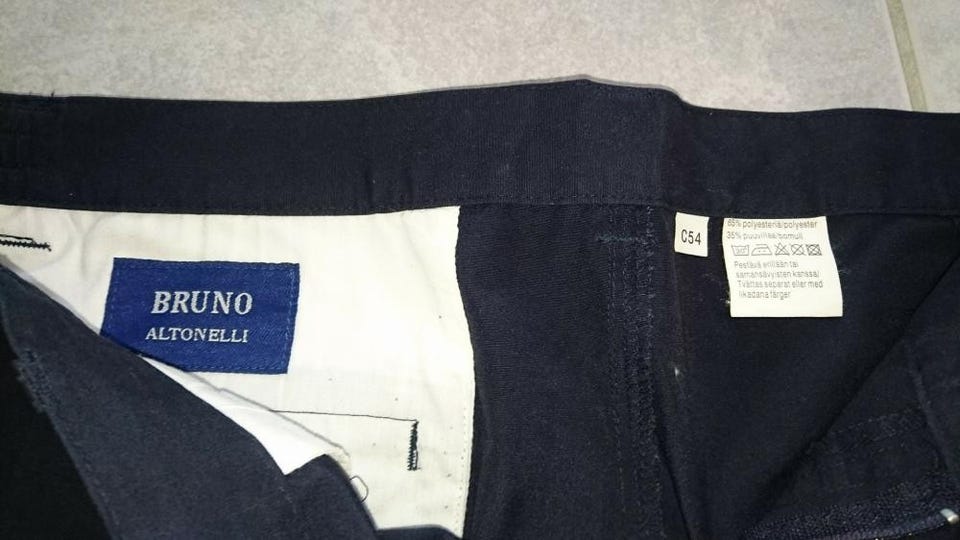 BRUNO
ALTONELLI
C54
65% polyesteriä/polyester
35% puuvillaa/bomull
Pestävä erillään tai
samansävyisten kanssa/
Tvättas separat eller med
likadana färger